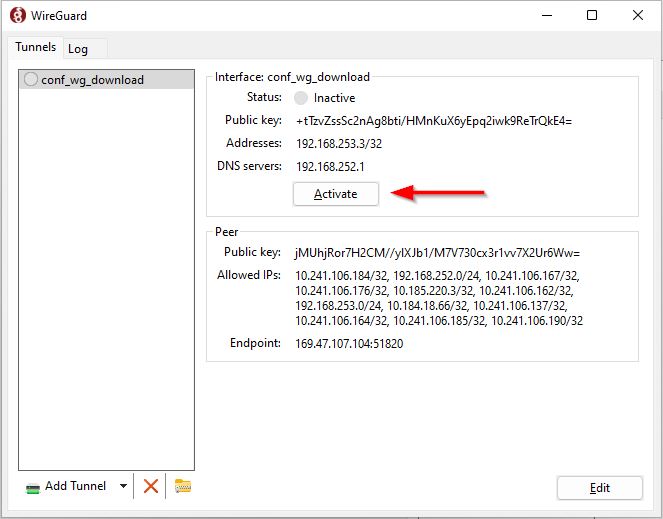 WireGuard
Tunnels
Log
conf_wg_download
Interface: conf_wg_download
Status: Inactive
Public key: +tTzvZssSc2nAg8bti/HMnKuX6yEpq2iwk9ReTrQkE4=
Addresses: 192.168.253.3/32
DNS servers: 192.168.252.1
Activate
Peer
Public key: jMUhjRor7H2CM//yIXJb1/M7V730cx3r1vv7X2Ur6Ww=
Allowed IPs: 10.241.106.184/32, 192.168.252.0/24, 10.241.106.167/32,
10.241.106.176/32, 10.185.220.3/32, 10.241.106.162/32,
192.168.253.0/24, 10.184.18.66/32, 10.241.106.137/32,
10.241.106.164/32, 10.241.106.185/32, 10.241.106.190/32
Endpoint: 169.47.107.104:51820
Add Tunnel
Edit